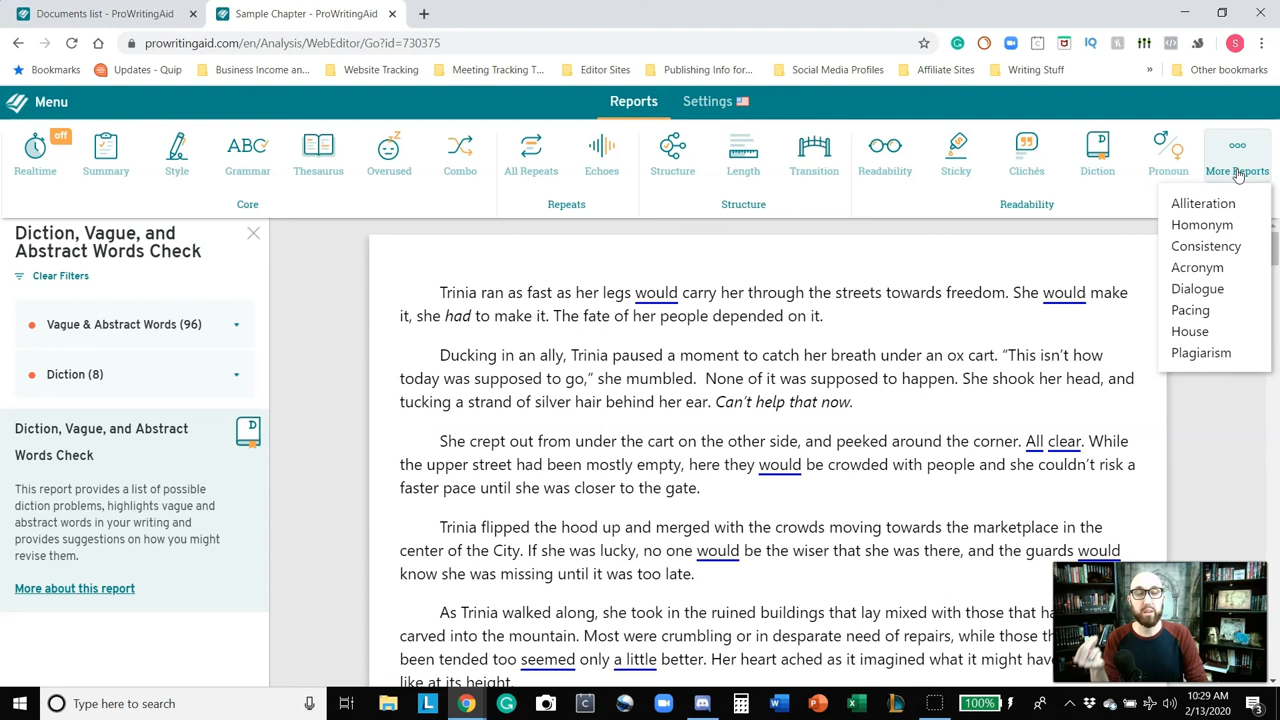 Documents list - ProWritingAid
Sample Chapter - ProWritingAid
prowritingaid.com/en/Analysis/WebEditor/Go?id=730375
S
Bookmarks
Updates - Quip
Business Income an...
Website Tracking
Meeting Tracking T...
Editor Sites
Publishing Info for...
Social Media Profiles
Affiliate Sites
Writing Stuff
»
Other bookmarks
Menu
Reports
Settings
off
Realtime
Summary
Style
ABC
Grammar
Thesaurus
Overused
Combo
All Repeats
Echoes
Structure
Length
Transition
Readability
Sticky
Clichés
Diction
Pronoun
More Reports
Core
Repeats
Structure
Readability
Alliteration
Homonym
Consistency
Acronym
Dialogue
Pacing
House
Plagiarism
Diction, Vague, and
Abstract Words Check
Clear Filters
Vague & Abstract Words (96)
Diction (8)
Diction, Vague, and Abstract
Words Check
D
This report provides a list of possible
diction problems, highlights vague and
abstract words in your writing and
provides suggestions on how you might
revise them.
More about this report
Trinia ran as fast as her legs would carry her through the streets towards freedom. She would make
it, she had to make it. The fate of her people depended on it.
Ducking in an ally, Trinia paused a moment to catch her breath under an ox cart. “This isn’t how
today was supposed to go,” she mumbled.  None of it was supposed to happen. She shook her head, and
tucking a strand of silver hair behind her ear. Can’t help that now.
She crept out from under the cart on the other side, and peeked around the corner. All clear. While
the upper street had been mostly empty, here they would be crowded with people and she couldn’t risk a
faster pace until she was closer to the gate.
Trinia flipped the hood up and merged with the crowds moving towards the marketplace in the
center of the City. If she was lucky, no one would be the wiser that she was there, and the guards would
know she was missing until it was too late.
As Trinia walked along, she took in the ruined buildings that lay mixed with those that
carved into the mountain. Most were crumbling or in desparate need of repairs, while those
been tended too seemed only a little better. Her heart ached as it imagined what it might
like at its height.
Type here to search
100%
10:29 AM
2/13/2020
3